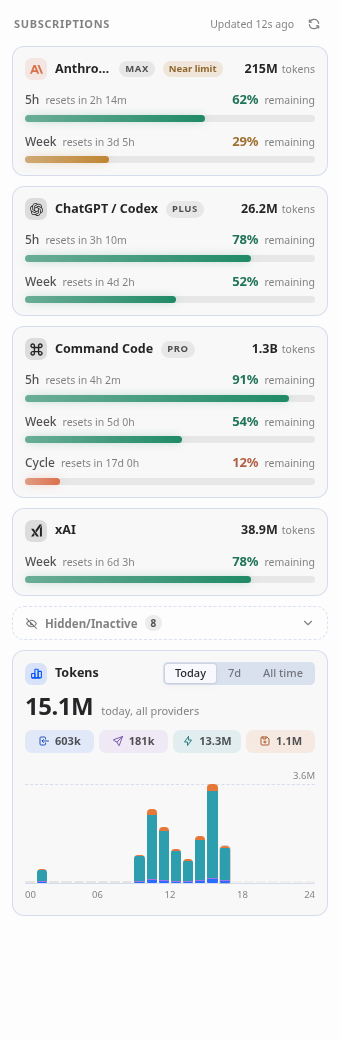 SUBSCRIPTIONS Updated 12s ago
Anthro... MAX Near limit 215M tokens
5h resets in 2h 14m 62% remaining
Week resets in 3d 5h 29% remaining
ChatGPT / Codex PLUS 26.2M tokens
5h resets in 3h 10m 78% remaining
Week resets in 4d 2h 52% remaining
Command Code PRO 1.3B tokens
5h resets in 4h 2m 91% remaining
Week resets in 5d 0h 54% remaining
Cycle resets in 17d 0h 12% remaining
xAI 38.9M tokens
Week resets in 6d 3h 78% remaining
Hidden/Inactive 8
Tokens Today 7d All time
15.1M today, all providers
603k 181k 13.3M 1.1M
3.6M
00 06 12 18 24